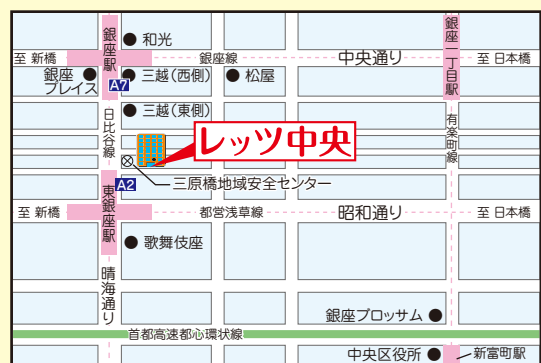 銀座駅
和光
銀座一丁目駅
至 新橋
銀座線
中央通り
至 日本橋
銀座
プレイス
A7
三越(西側)
松屋
三越(東側)
日比谷線
有楽町線
レッツ中央
三原橋地域安全センター
A2
東銀座駅
至 新橋
都営浅草線
昭和通り
至 日本橋
歌舞伎座
晴海通り
銀座ブロッサム
首都高速都心環状線
中央区役所
新富町駅